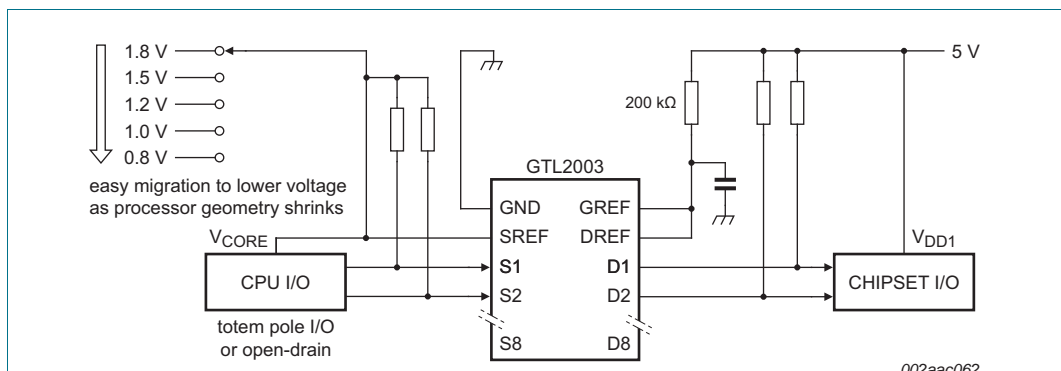 1.8 V
1.5 V
1.2 V
1.0 V
0.8 V
easy migration to lower voltage
as processor geometry shrinks
5 V
200 kΩ
GTL2003
GND
GREF
SREF
DREF
S1
D1
S2
D2
S8
D8
VCORE
CPU I/O
totem pole I/O
or open-drain
VDD1
CHIPSET I/O
002aac062